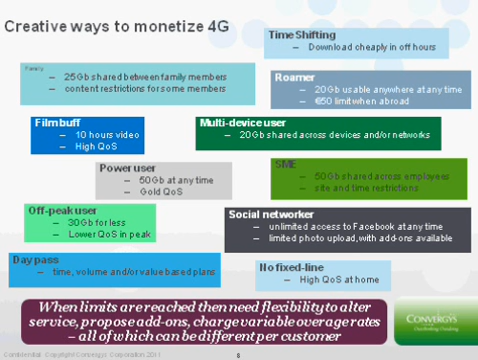 Creative ways to monetize 4G
Time Shifting
– Download cheaply in off hours
Family
– 25Gb shared between family members
– content restrictions for some members
Roamer
– 20Gb usable anywhere at any time
– €50 limit when abroad
Film buff
– 10 hours video
– High QoS
Multi-device user
– 20Gb shared across devices and/or networks
Power user
– 50Gb at any time
– Gold QoS
SME
– 50Gb shared across employees
– site and time restrictions
Off-peak user
– 30Gb for less
– Lower QoS in peak
Social networker
– unlimited access to Facebook at any time
– limited photo upload, with add-ons available
Day pass
– time, volume and/or value based plans
No fixed-line
– High QoS at home
When limits are reached then need flexibility to alter
service, propose add-ons, charge variable overage rates
– all of which can be different per customer
CONVERGYS
Confidential. Copyright Convergys Corporation 2011